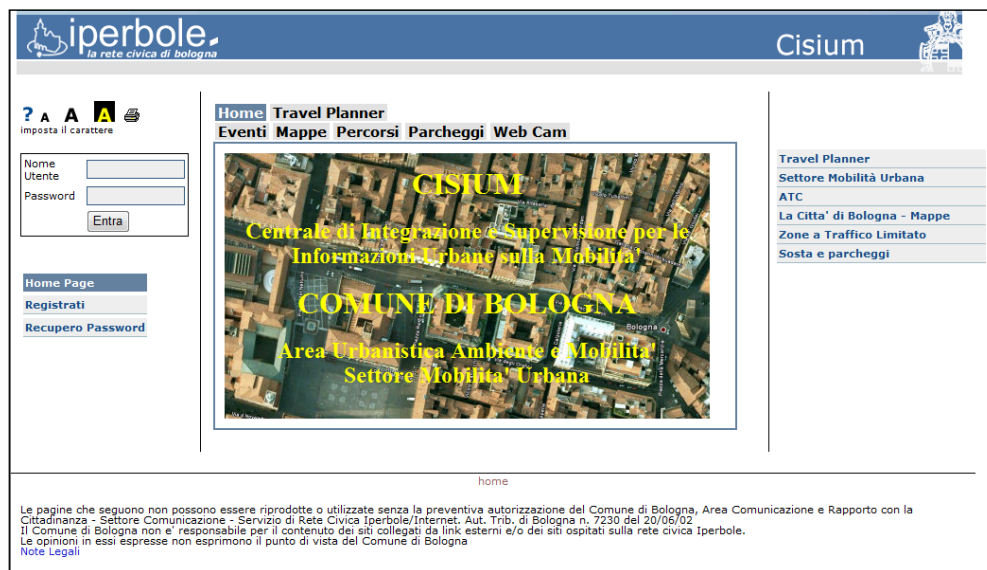 iperbole
la rete civica di bologna
Cisium
? A A A
imposta il carattere
Nome Utente
Password
Entra
Home Page
Registrati
Recupero Password
Home Travel Planner
Eventi Mappe Percorsi Parcheggi Web Cam
CISIUM
Centrale di Integrazione e Supervisione per le
Informazioni Urbane sulla Mobilita'
COMUNE DI BOLOGNA
Bologna
Area Urbanistica Ambiente e Mobilita'
Settore Mobilita' Urbana
Travel Planner
Settore Mobilità Urbana
ATC
La Citta' di Bologna - Mappe
Zone a Traffico Limitato
Sosta e parcheggi
home
Le pagine che seguono non possono essere riprodotte o utilizzate senza la preventiva autorizzazione del Comune di Bologna, Area Comunicazione e Rapporto con la
Cittadinanza - Settore Comunicazione - Servizio di Rete Civica Iperbole/Internet. Aut. Trib. di Bologna n. 7230 del 20/06/02
Il Comune di Bologna non e' responsabile per il contenuto dei siti collegati da link esterni e/o dei siti ospitati sulla rete civica Iperbole.
Le opinioni in essi espresse non esprimono il punto di vista del Comune di Bologna
Note Legali